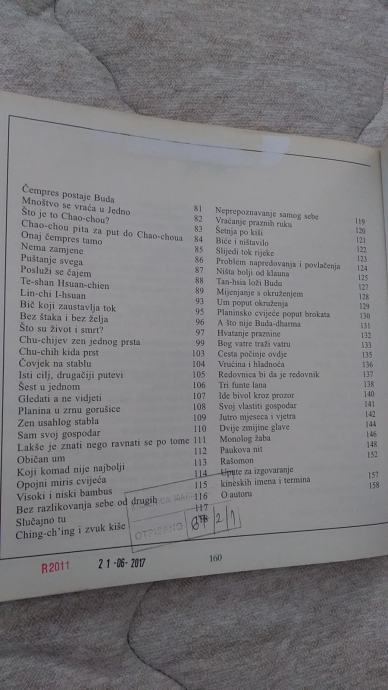 Čempres postaje Buda 81
Mnoštvo se vraća u Jedno 82
Što je to Chao-chou? 83
Chao-chou pita za put do Chao-choua 84
Onaj čempres tamo 85
Nema zamjene 86
Puštanje svega 87
Posluži se čajem 88
Te-shan Hsuan-chien 89
Lin-chi I-hsuan 93
Bič koji zaustavlja tok 95
Bez štaka i bez želja 96
Što su život i smrt? 97
Chu-chijev zen jednog prsta 99
Chu-chih kida prst 103
Čovjek na stablu 104
Isti cilj, drugačiji putevi 105
Šest u jednom 106
Gledati a ne vidjeti 107
Planina u zrnu gorušice 108
Zen usahlog stabla 109
Sam svoj gospodar 110
Lakše je znati nego ravnati se po tome 111
Običan um 112
Koji komad nije najbolji 113
Opojni miris cvijeća 114
Visoki i niski bambus 115
Bez razlikovanja sebe od drugih 116
Slučajno tu 117
Ching-ch'ing i zvuk kiše 118
Neprepoznavanje samog sebe 119
Vraćanje praznih ruku 120
Šetnja po kiši 121
Biće i ništavilo 122
Slijedi tok rijeke 123
Problem napredovanja i povlačenja 124
Ništa bolji od klauna 125
Tan-hsia loži Budu 127
Mijenjanje s okruženjem 128
Um poput okruženja 129
Planinsko cvijeće poput brokata 130
A što nije Buda-dharma 131
Hvatanje praznine 132
Bog vatre traži vatru 133
Cesta počinje ovdje 135
Vrućina i hladnoća 136
Redovnica bi da je redovnik 137
Tri funte lana 138
Ide bivol kroz prozor 140
Svoj vlastiti gospodar 141
Jutro mjeseca i vjetra 142
Dvije zmijine glave 144
Monolog žaba 146
Paukova nit 148
Rašomon 152
Upute za izgovaranje
kineskih imena i termina 157
O autoru 158
ОТПИСАНО
160
R2011 21-06-2017